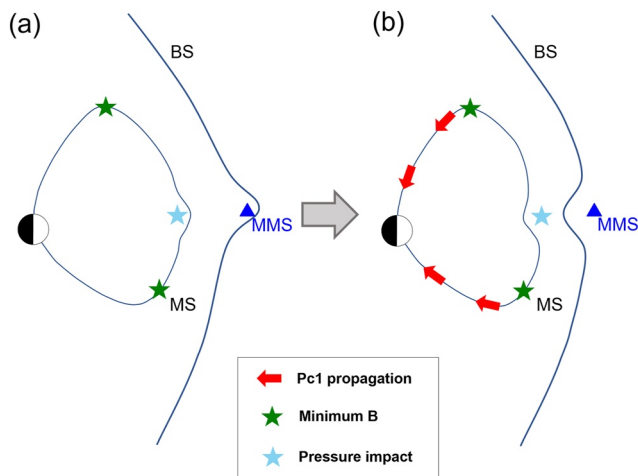 (a)
BS
MMS
MS
(b)
BS
MMS
MS
Pc1 propagation
Minimum B
Pressure impact